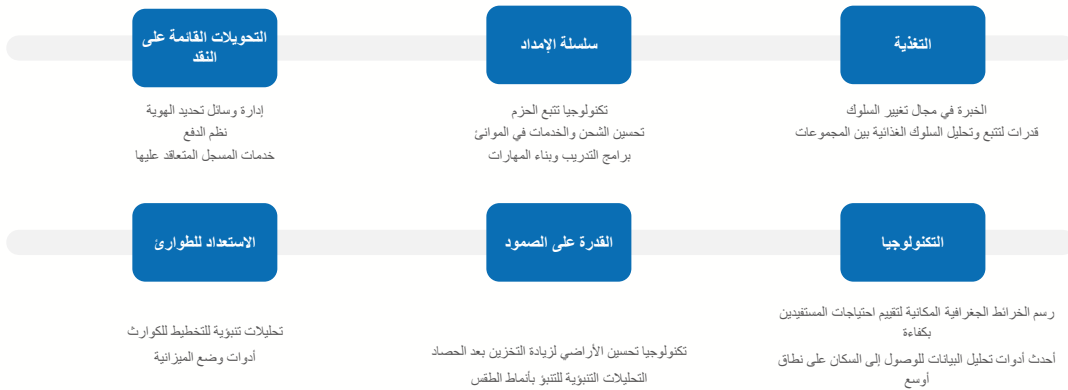 التغذية
الخبرة في مجال تغيير السلوك
قدرات لتتبع وتحليل السلوك الغذائية بين المجموعات
سلسلة الإمداد
تكنولوجيا تتبع الحزم
تحسين الشحن والخدمات في الموانئ
برامج التدريب وبناء المهارات
التحويلات القائمة على
النقد
إدارة وسائل تحديد الهوية
نظم الدفع
خدمات المسجل المتعاقد عليها
التكنولوجيا
رسم الخرائط الجغرافية المكانية لتقييم احتياجات المستفيدين
بكفاءة
أحدث أدوات تحليل البيانات للوصول إلى السكان على نطاق
أوسع
القدرة على الصمود
تكنولوجيا تحسين الأراضي لزيادة التخزين بعد الحصاد
التحليلات التنبؤية للتنبؤ بأنماط الطقس
الاستعداد للطوارئ
تحليلات تنبؤية للتخطيط للكوارث
أدوات وضع الميزانية